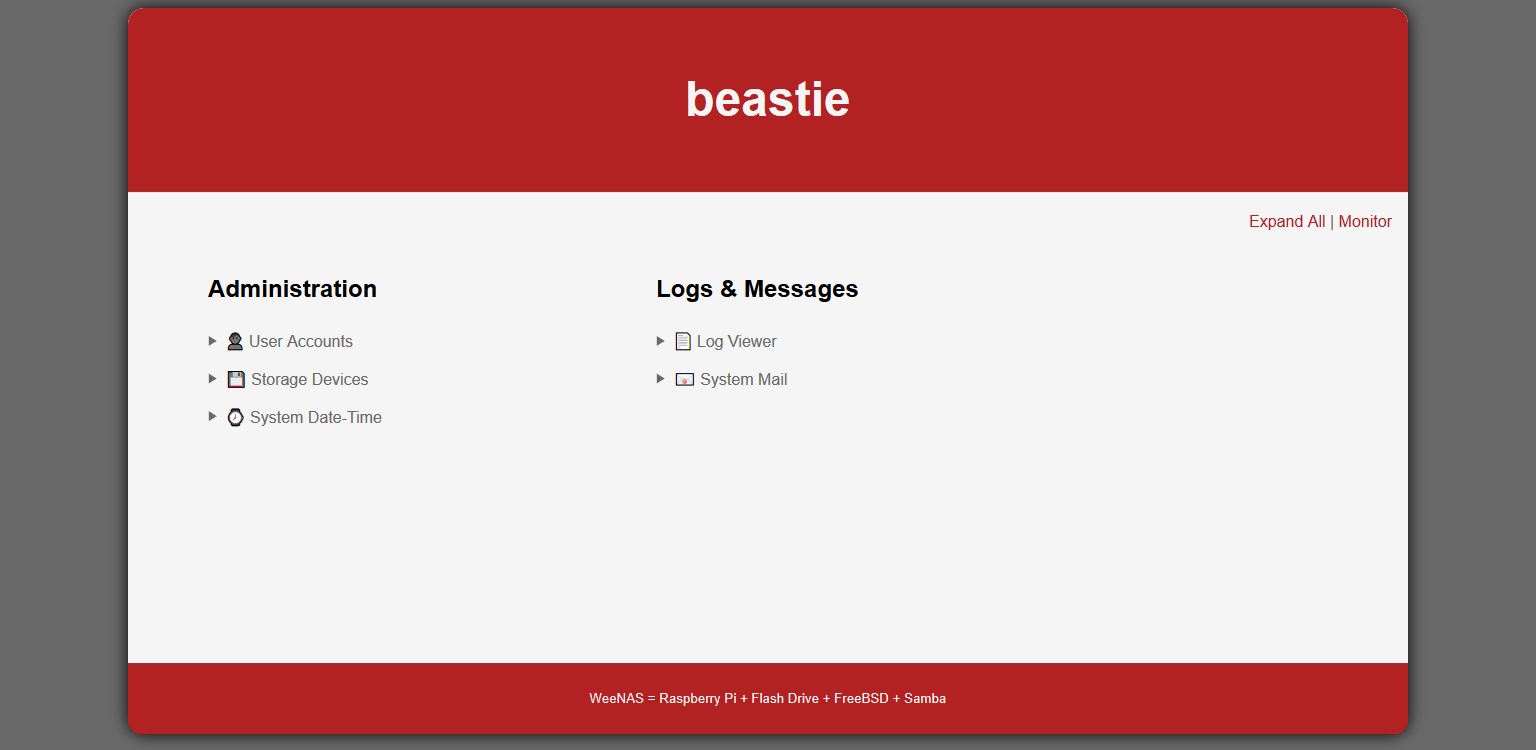 beastie
Expand All | Monitor
Administration
User Accounts
Storage Devices
System Date-Time
Logs & Messages
Log Viewer
System Mail
WeeNAS = Raspberry Pi + Flash Drive + FreeBSD + Samba